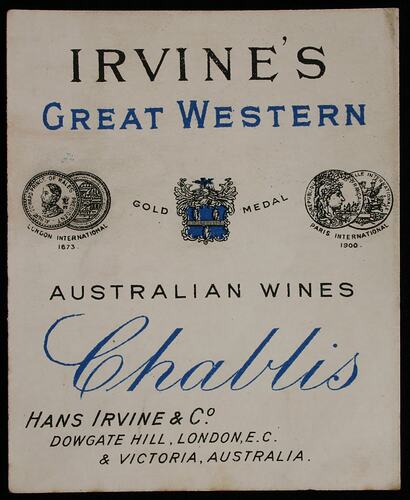 IRVINE'S
GREAT WESTERN
GOLD MEDAL
LONDON INTERNATIONAL
1873.
PARIS INTERNATIONAL
1900.
AUSTRALIAN WINES
Chablis
HANS IRVINE & Co.
DOWGATE HILL, LONDON, E.C.
& VICTORIA, AUSTRALIA.